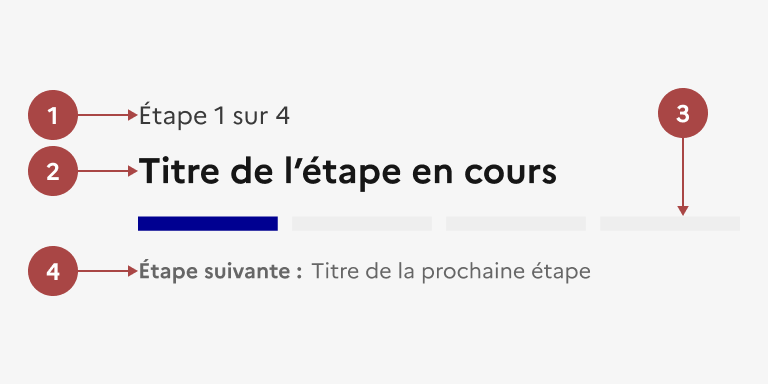 1 Étape 1 sur 4
3
2 Titre de l’étape en cours
4 Étape suivante : Titre de la prochaine étape